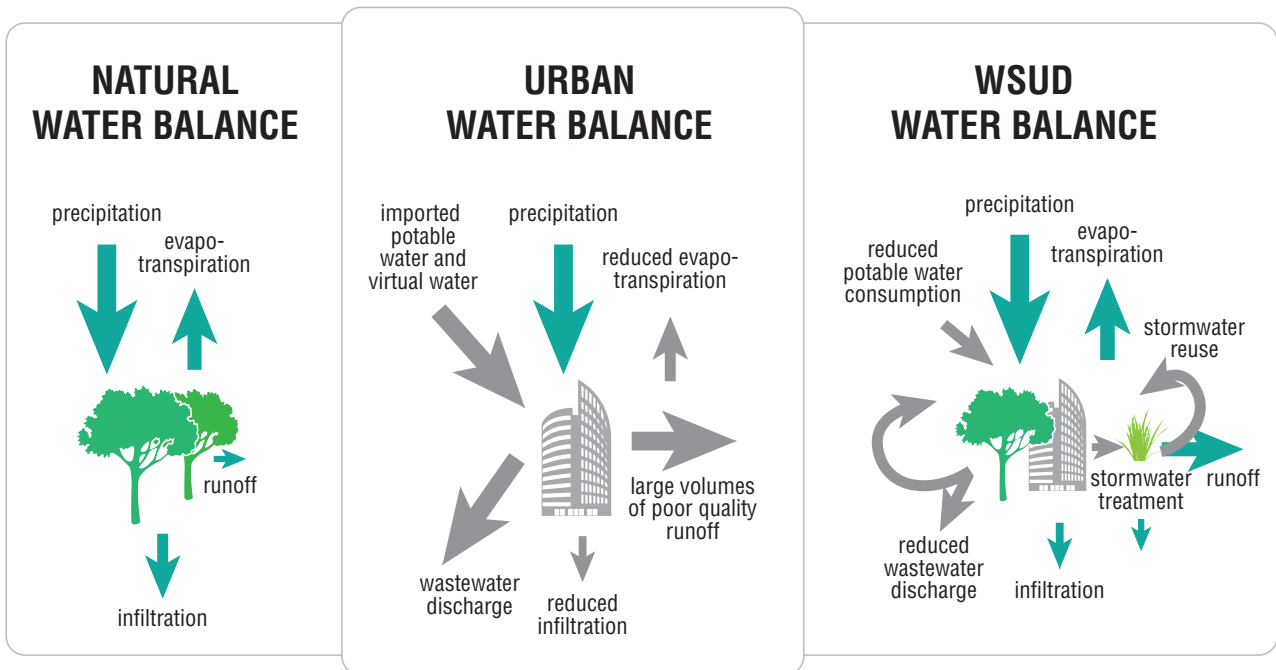 NATURAL
WATER BALANCE
precipitation
evapo-
transpiration
runoff
infiltration
URBAN
WATER BALANCE
imported
potable
water and
virtual water
precipitation
reduced evapo-
transpiration
large volumes
of poor quality
runoff
wastewater
discharge
reduced
infiltration
WSUD
WATER BALANCE
precipitation
reduced
potable water
consumption
evapo-
transpiration
stormwater
reuse
stormwater
treatment
runoff
reduced
wastewater
discharge
infiltration